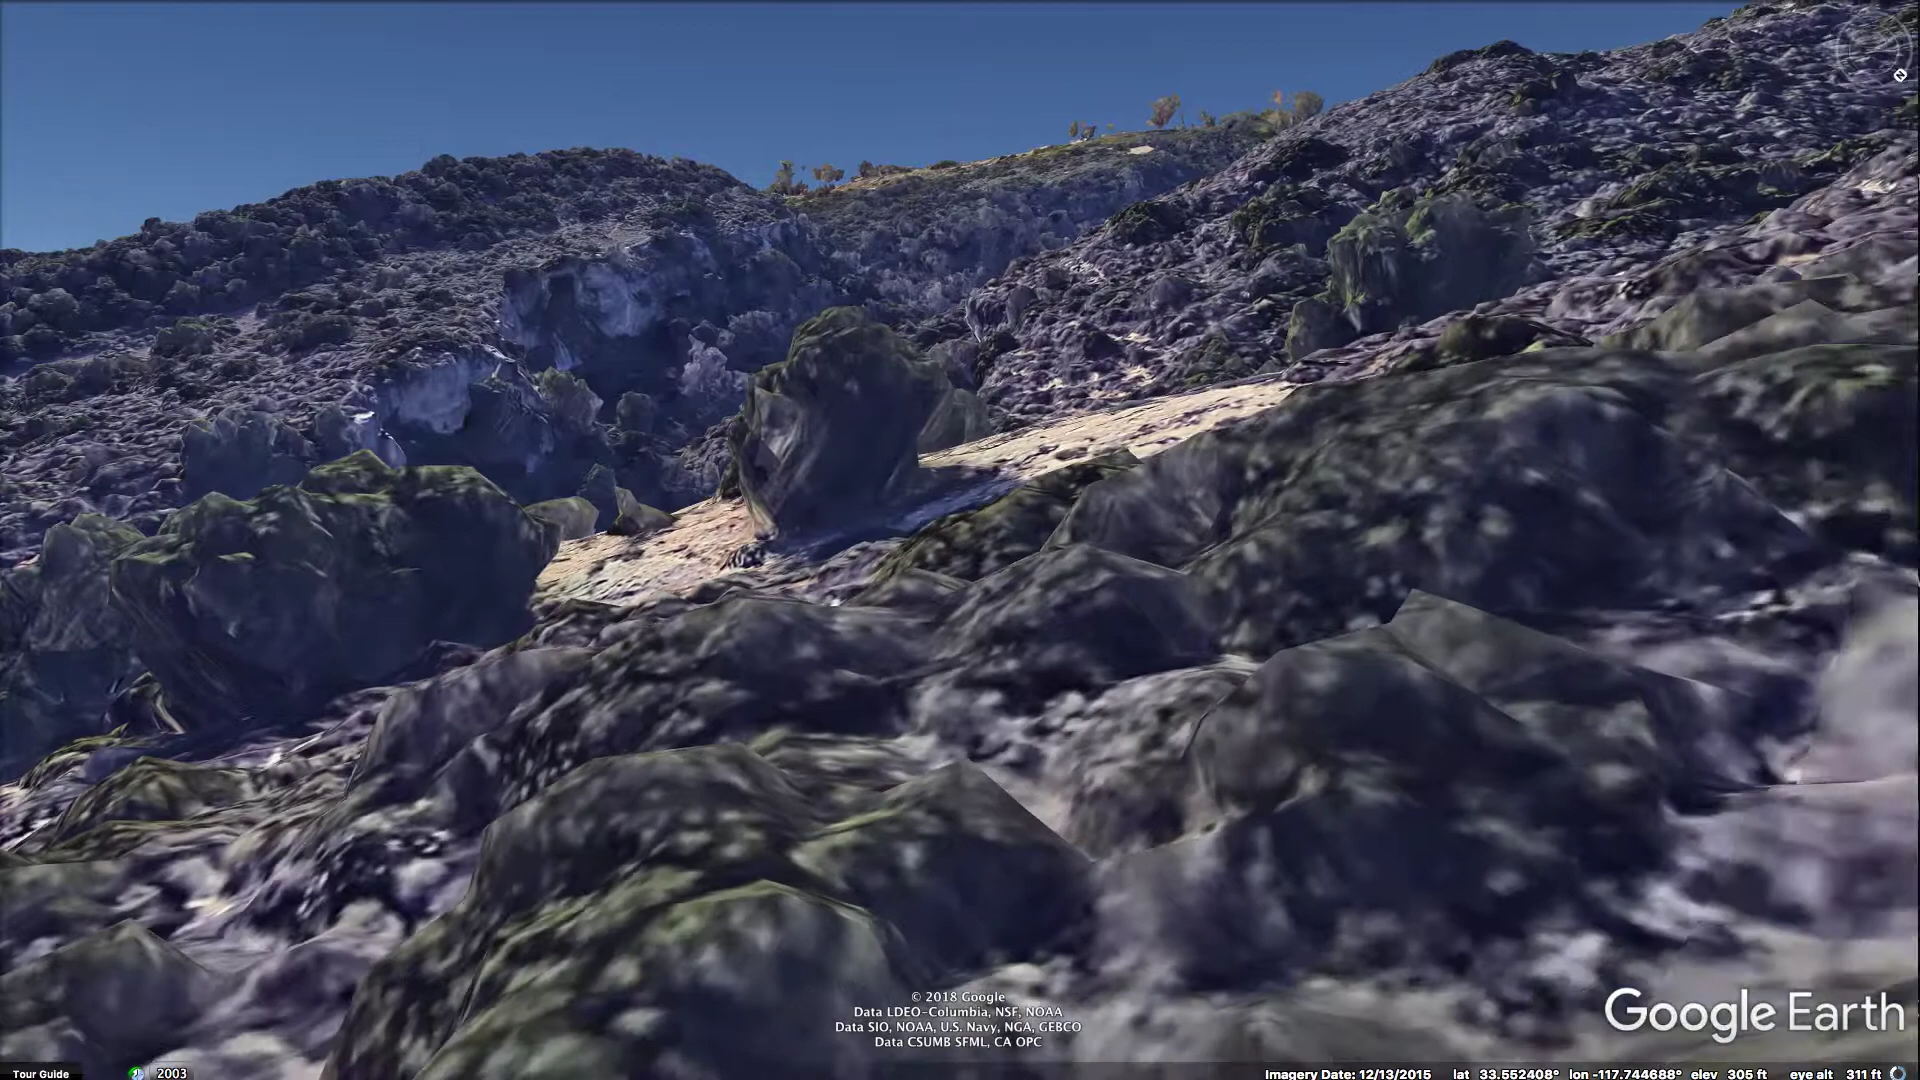 © 2018 Google
Data LDEO-Columbia, NSF, NOAA
Data SIO, NOAA, U.S. Navy, NGA, GEBCO
Data CSUMB SFML, CA OPC
Google Earth
Tour Guide 2003 Imagery Date: 12/13/2015 lat 33.552408° lon -117.744688° elev 305 ft eye alt 311 ft